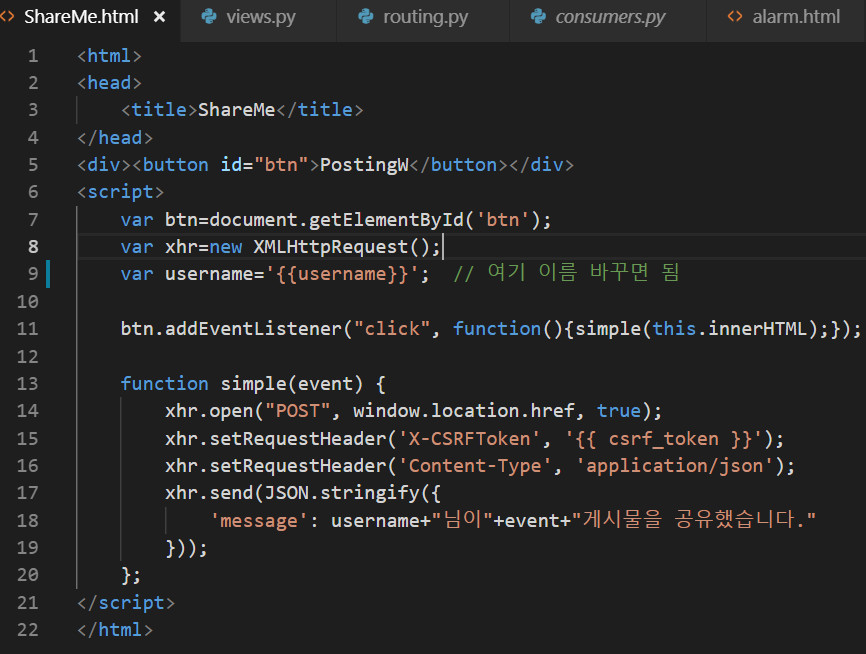 <> ShareMe.html × views.py routing.py consumers.py <> alarm.html
1 <html>
2 <head>
3 <title>ShareMe</title>
4 </head>
5 <div><button id="btn">PostingW</button></div>
6 <script>
7 var btn=document.getElementById('btn');
8 var xhr=new XMLHttpRequest();
9 var username='{{username}}'; // 여기 이름 바꾸면 됨
10
11 btn.addEventListener("click", function(){simple(this.innerHTML);});
12
13 function simple(event) {
14 xhr.open("POST", window.location.href, true);
15 xhr.setRequestHeader('X-CSRFToken', '{{ csrf_token }}');
16 xhr.setRequestHeader('Content-Type', 'application/json');
17 xhr.send(JSON.stringify({
18 'message': username+"님이"+event+"게시물을 공유했습니다."
19 }));
20 };
21 </script>
22 </html>